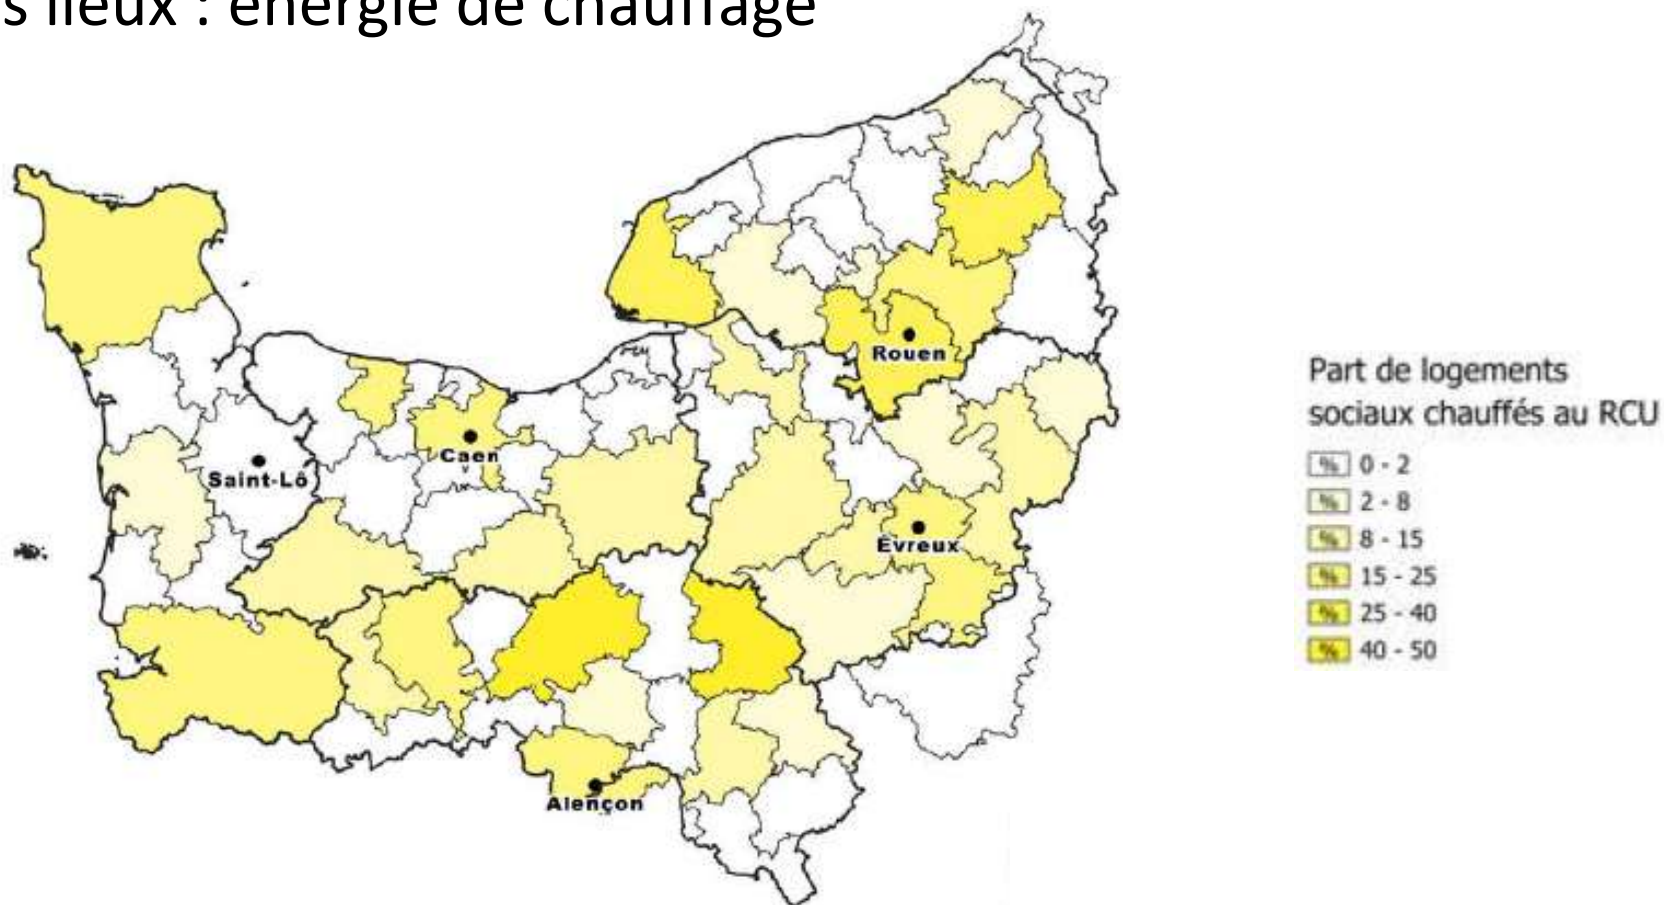 s lieux : énergie de chauffage
Rouen
Caen
Saint-Lô
Évreux
Alençon
Part de logements
sociaux chauffés au RCU
% 0 - 2
% 2 - 8
% 8 - 15
% 15 - 25
% 25 - 40
% 40 - 50